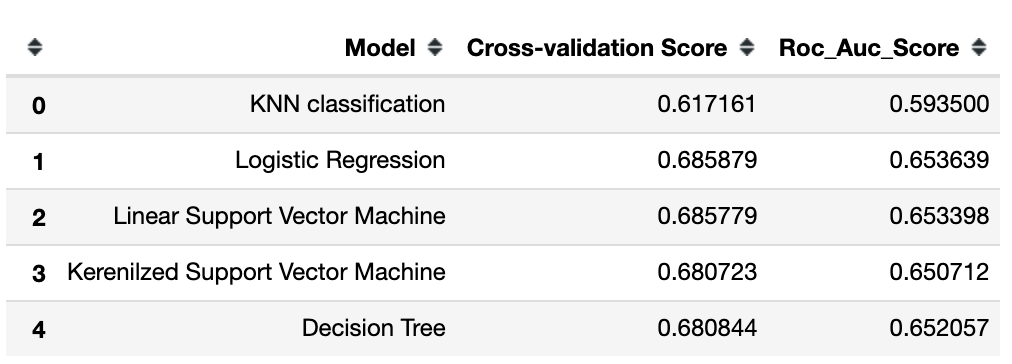 Model Cross-validation Score Roc_Auc_Score
0 KNN classification 0.617161 0.593500
1 Logistic Regression 0.685879 0.653639
2 Linear Support Vector Machine 0.685779 0.653398
3 Kerenilzed Support Vector Machine 0.680723 0.650712
4 Decision Tree 0.680844 0.652057